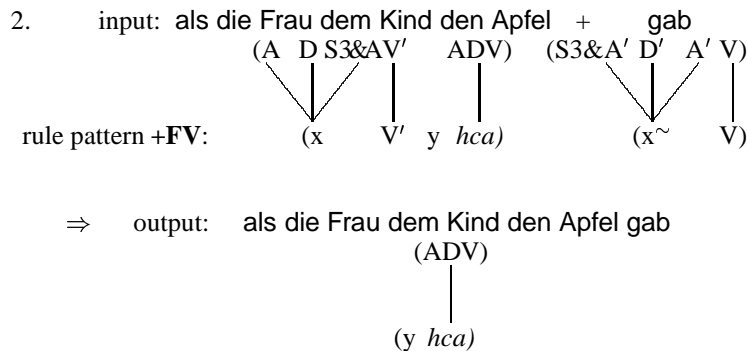 2. input: als die Frau dem Kind den Apfel + gab
(A D S3&AV′ ADV) (S3&A′ D′ A′ V)
rule pattern +FV: (x V′ y hca) (x~ V)
⇒ output: als die Frau dem Kind den Apfel gab
(ADV)
(y hca)